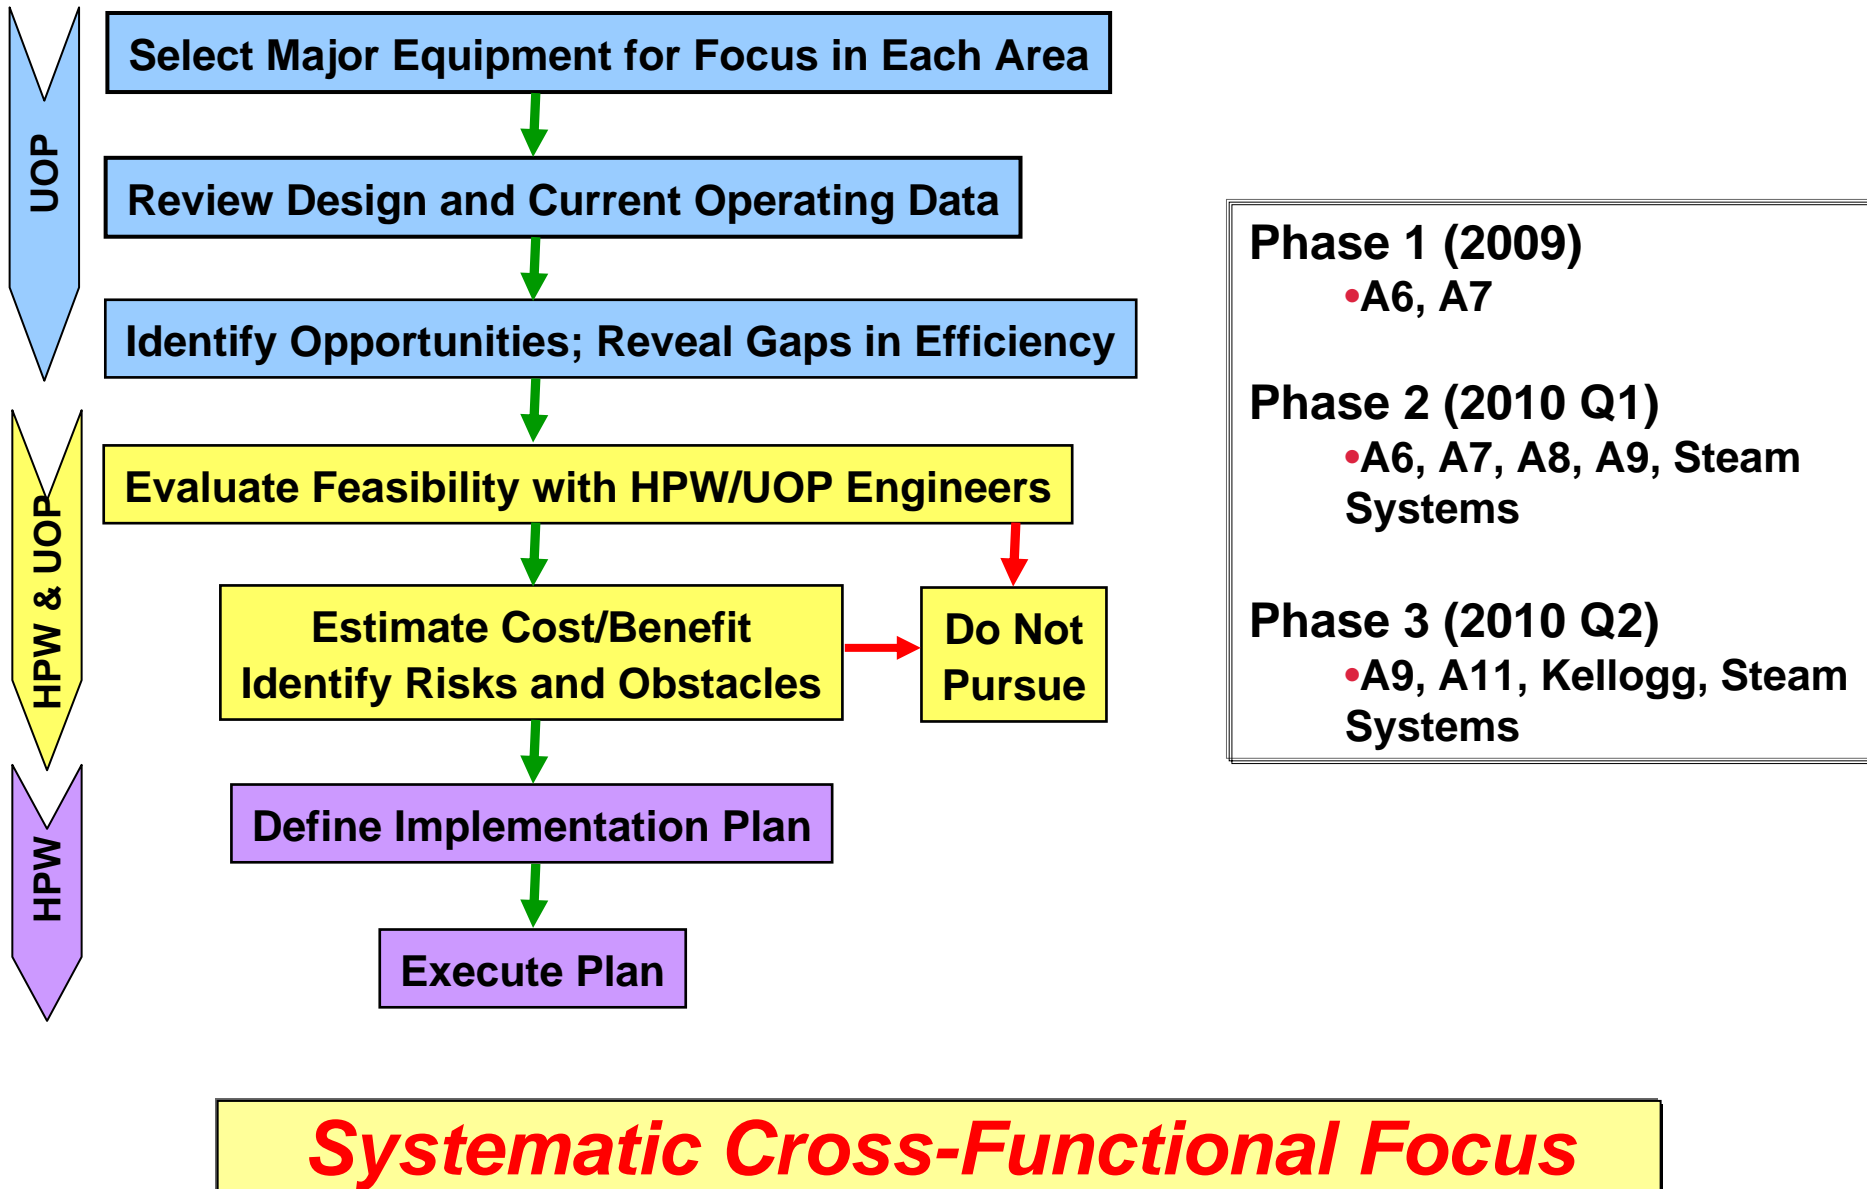 UOP
Select Major Equipment for Focus in Each Area
Review Design and Current Operating Data
Identify Opportunities; Reveal Gaps in Efficiency
HPW & UOP
Evaluate Feasibility with HPW/UOP Engineers
Estimate Cost/Benefit
Identify Risks and Obstacles
Do Not
Pursue
HPW
Define Implementation Plan
Execute Plan
Phase 1 (2009)
•A6, A7
Phase 2 (2010 Q1)
•A6, A7, A8, A9, Steam
Systems
Phase 3 (2010 Q2)
•A9, A11, Kellogg, Steam
Systems
Systematic Cross-Functional Focus